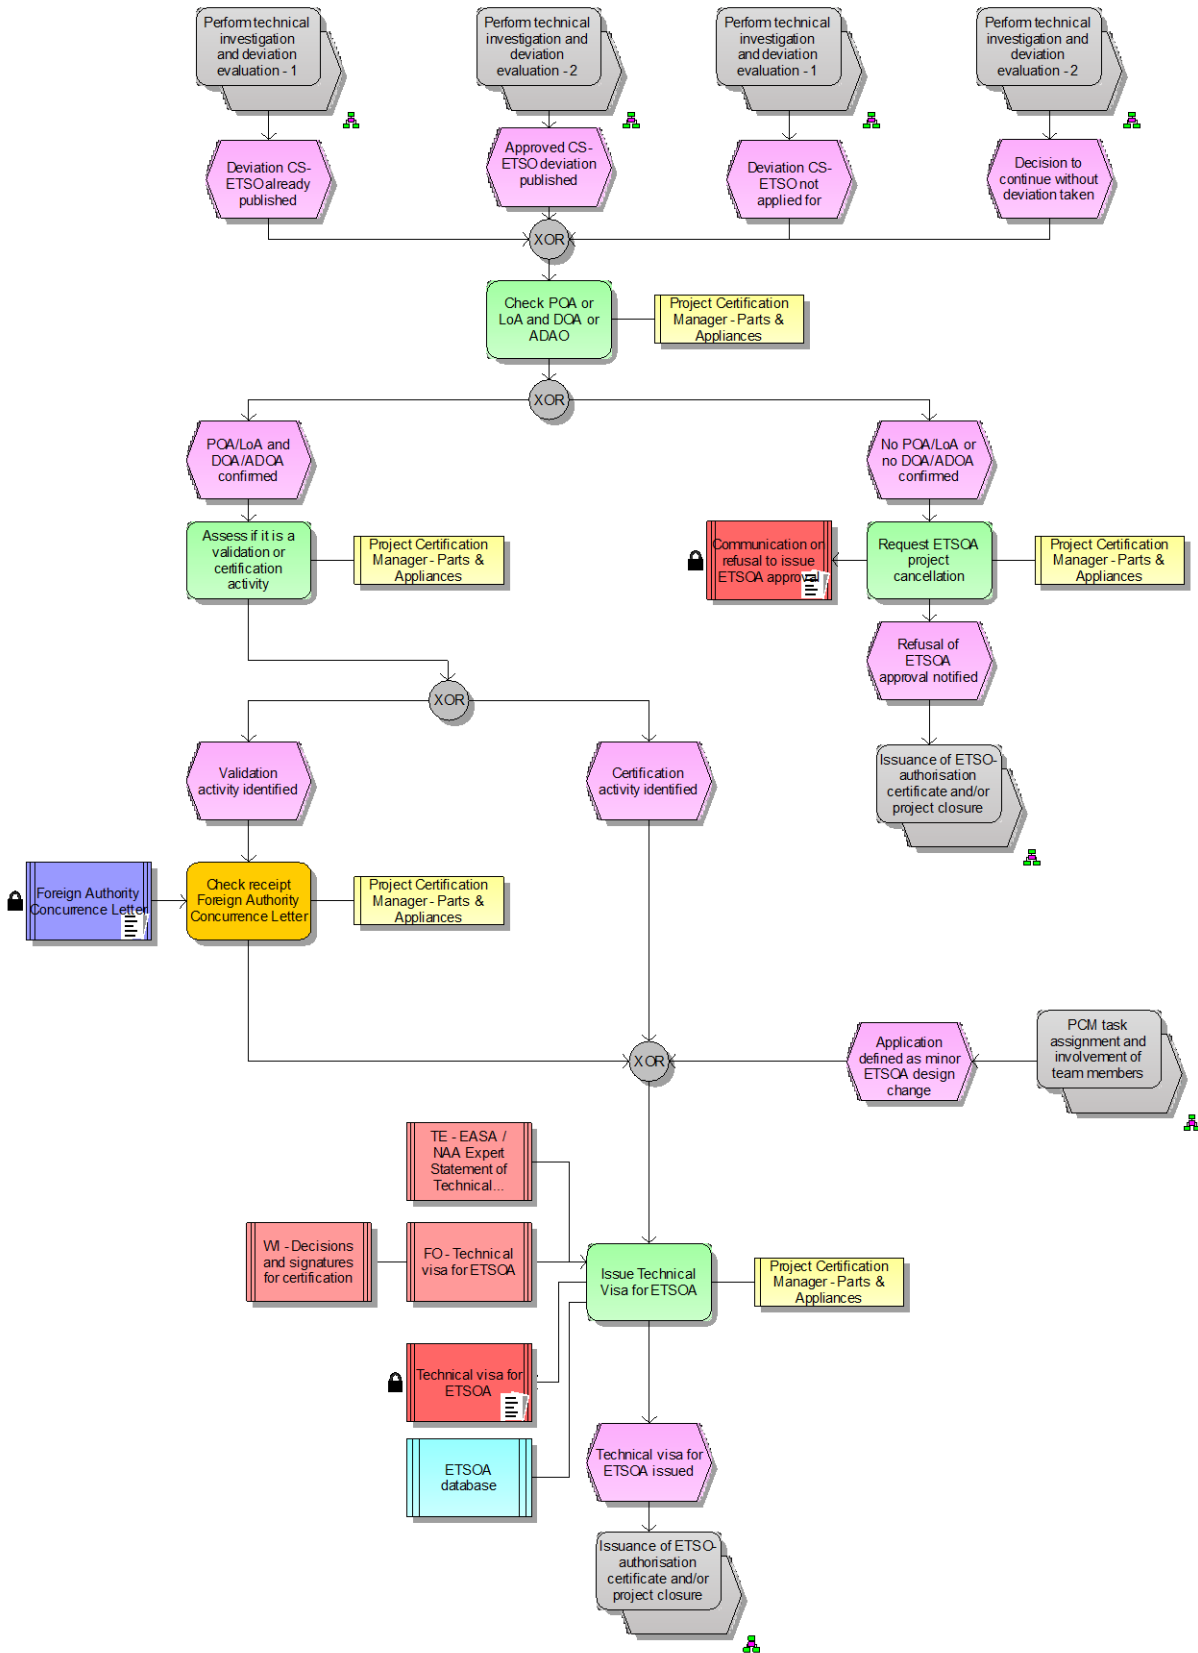 Perform technical
investigation
and deviation
evaluation - 1
Perform technical
investigation and
deviation
evaluation - 2
Perform technical
investigation
and deviation
evaluation - 1
Perform technical
investigation and
deviation
evaluation - 2
Deviation CS-
ETSO already
published
Approved CS-
ETSO deviation
published
Deviation CS-
ETSO not
applied for
Decision to
continue without
deviation taken
XOR
Check POA or
LoA and DOA or
ADAO
Project Certification
Manager - Parts &
Appliances
XOR
POA/LoA and
DOA/ADOA
confirmed
No POA/LoA or
no DOA/ADOA
confirmed
Assess if it is a
validation or
certification
activity
Project Certification
Manager - Parts &
Appliances
Communication on
refusal to issue
ETSOA approval
Request ETSOA
project
cancellation
Project Certification
Manager - Parts &
Appliances
Refusal of
ETSOA
approval notified
XOR
Validation
activity identified
Certification
activity identified
Issuance of ETSO-
authorisation
certificate and/or
project closure
Foreign Authority
Concurrence Letter
Check receipt
Foreign Authority
Concurrence Letter
Project Certification
Manager - Parts &
Appliances
XOR
Application
defined as minor
ETSOA design
change
PCM task
assignment and
involvement of
team members
TE - EASA /
NAA Expert
Statement of
Technical...
WI - Decisions
and signatures
for certification
FO - Technical
visa for ETSOA
Issue Technical
Visa for ETSOA
Project Certification
Manager - Parts &
Appliances
Technical visa for
ETSOA
ETSOA
database
Technical visa for
ETSOA issued
Issuance of ETSO-
authorisation
certificate and/or
project closure